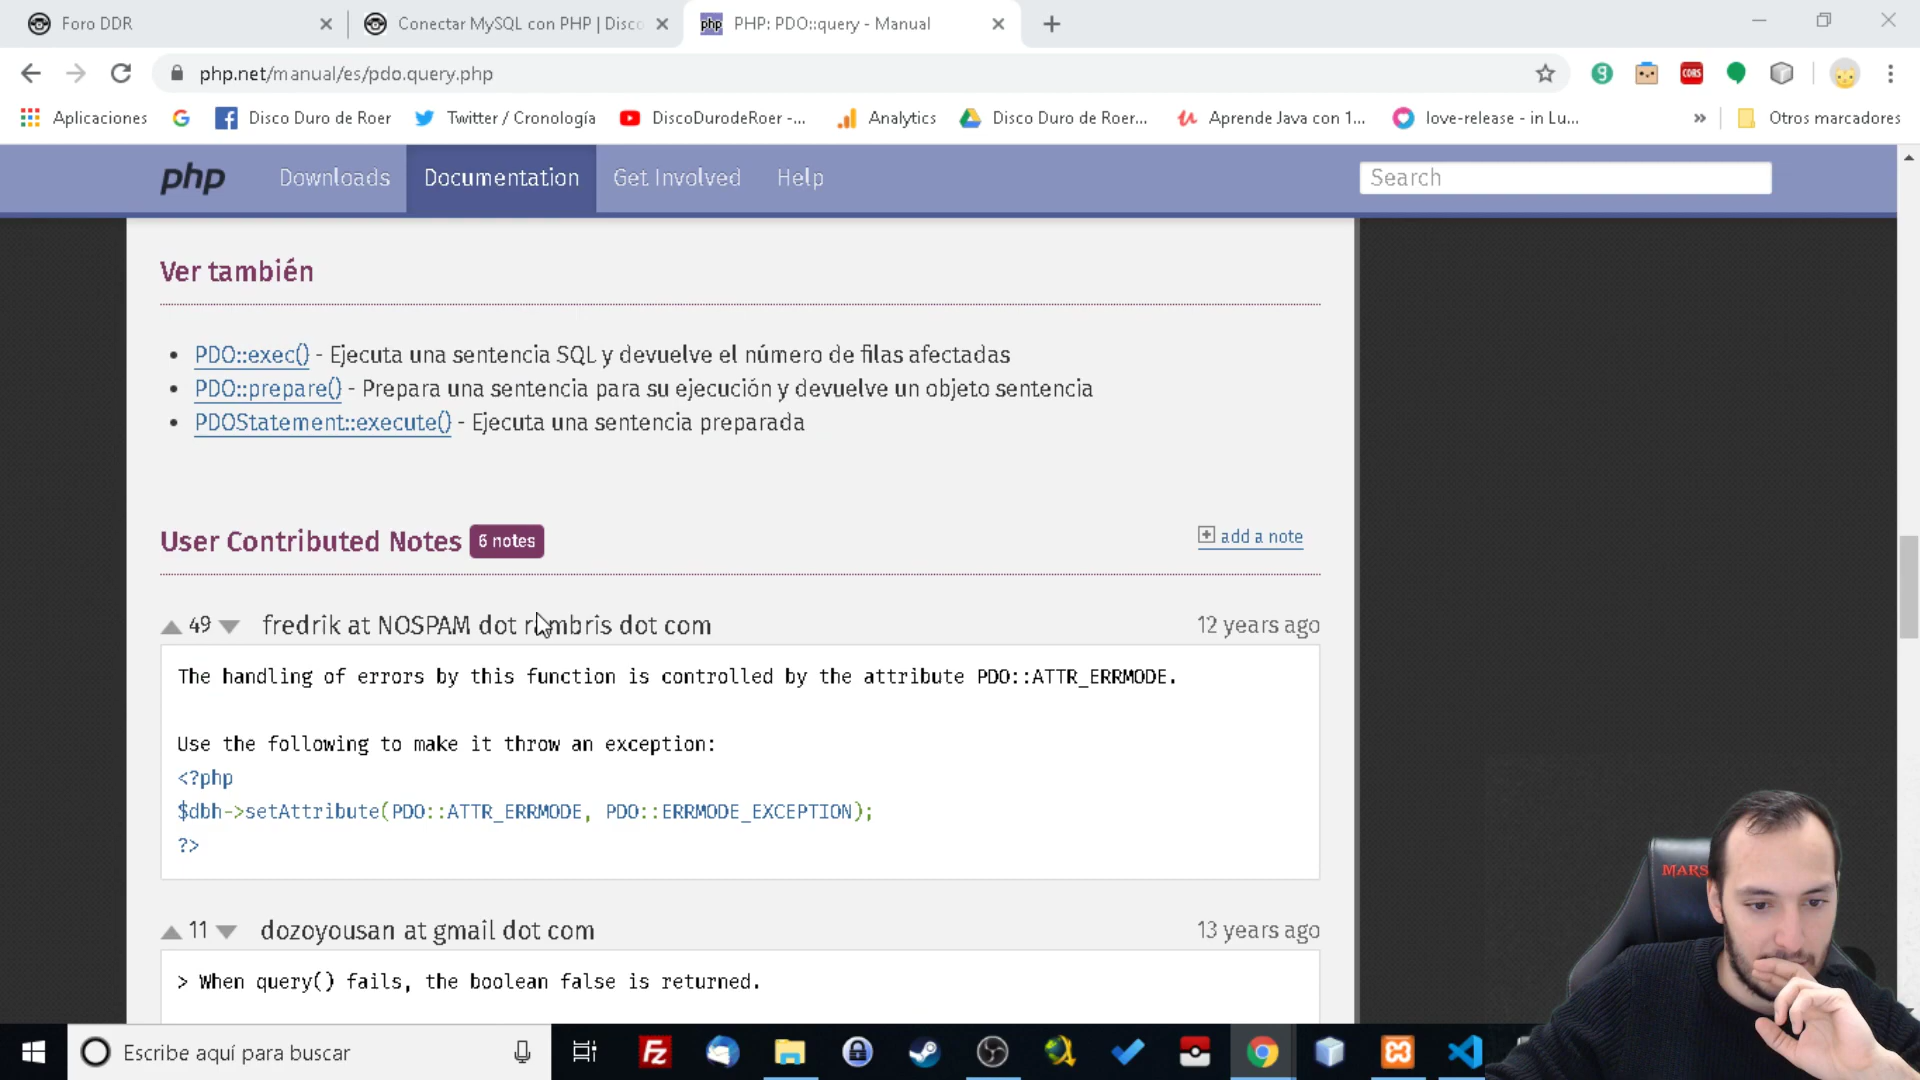 Foro DDR
Conectar MySQL con PHP | Disco
php PHP: PDO::query - Manual
php.net/manual/es/pdo.query.php
CORS
Aplicaciones
Disco Duro de Roer
Twitter / Cronología
DiscoDurodeRoer -...
Analytics
Disco Duro de Roer...
Aprende Java con 1...
love-release - in Lu...
»
Otros marcadores
php
Downloads
Documentation
Get Involved
Help
Search
Ver también
• PDO::exec() - Ejecuta una sentencia SQL y devuelve el número de filas afectadas
• PDO::prepare() - Prepara una sentencia para su ejecución y devuelve un objeto sentencia
• PDOStatement::execute() - Ejecuta una sentencia preparada
User Contributed Notes 6 notes
add a note
49 fredrik at NOSPAM dot rambris dot com
12 years ago
The handling of errors by this function is controlled by the attribute PDO::ATTR_ERRMODE.
Use the following to make it throw an exception:
<?php
$dbh->setAttribute(PDO::ATTR_ERRMODE, PDO::ERRMODE_EXCEPTION);
?>
11 dozoyousan at gmail dot com
13 years ago
> When query() fails, the boolean false is returned.
MARS
Escribe aquí para buscar